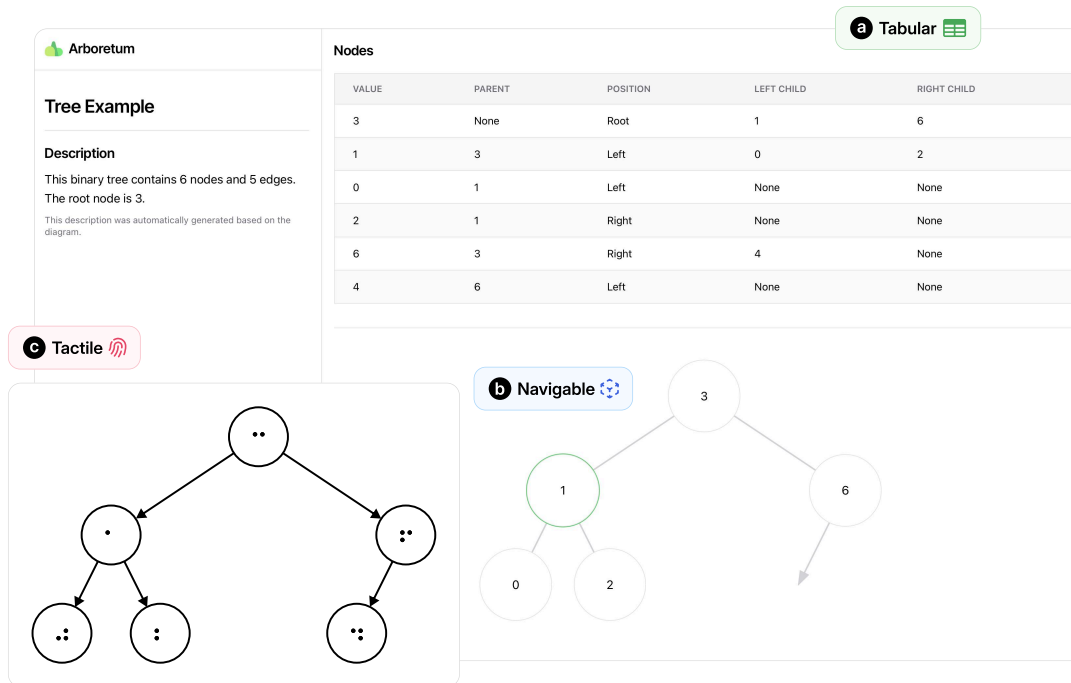 a Tabular
Arboretum
Tree Example
Description
This binary tree contains 6 nodes and 5 edges.
The root node is 3.
This description was automatically generated based on the
diagram.
Nodes
VALUE PARENT POSITION LEFT CHILD RIGHT CHILD
3 None Root 1 6
1 3 Left 0 2
0 1 Left None None
2 1 Right None None
6 3 Right 4 None
4 6 Left None None
c Tactile
⠉
⠁ ⠋
⠚ ⠃ ⠙
b Navigable
3
1 6
0 2